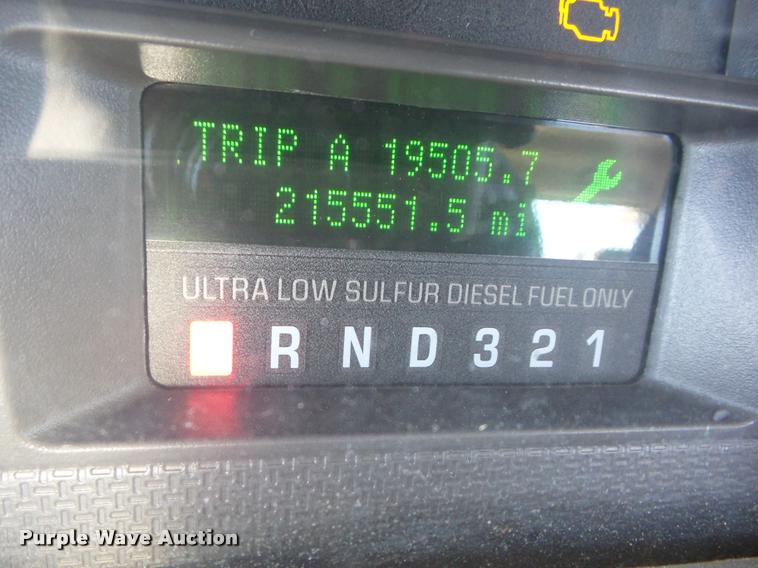 TRIP A 19505.7
215551.5 mi
ULTRA LOW SULFUR DIESEL FUEL ONLY
R N D 3 2 1
Purple Wave Auction